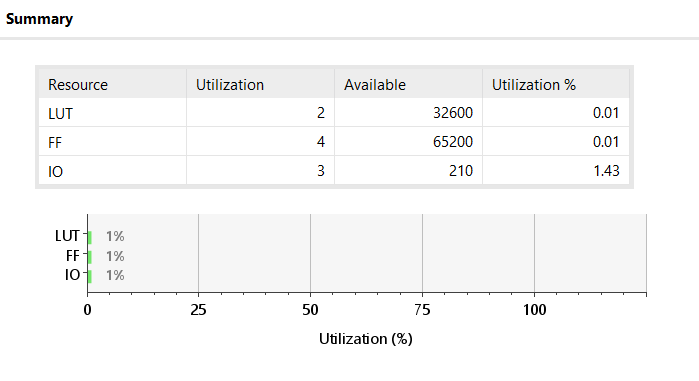 Summary
Resource Utilization Available Utilization %
LUT 2 32600 0.01
FF 4 65200 0.01
IO 3 210 1.43
LUT 1%
FF 1%
IO 1%
0 25 50 75 100
Utilization (%)